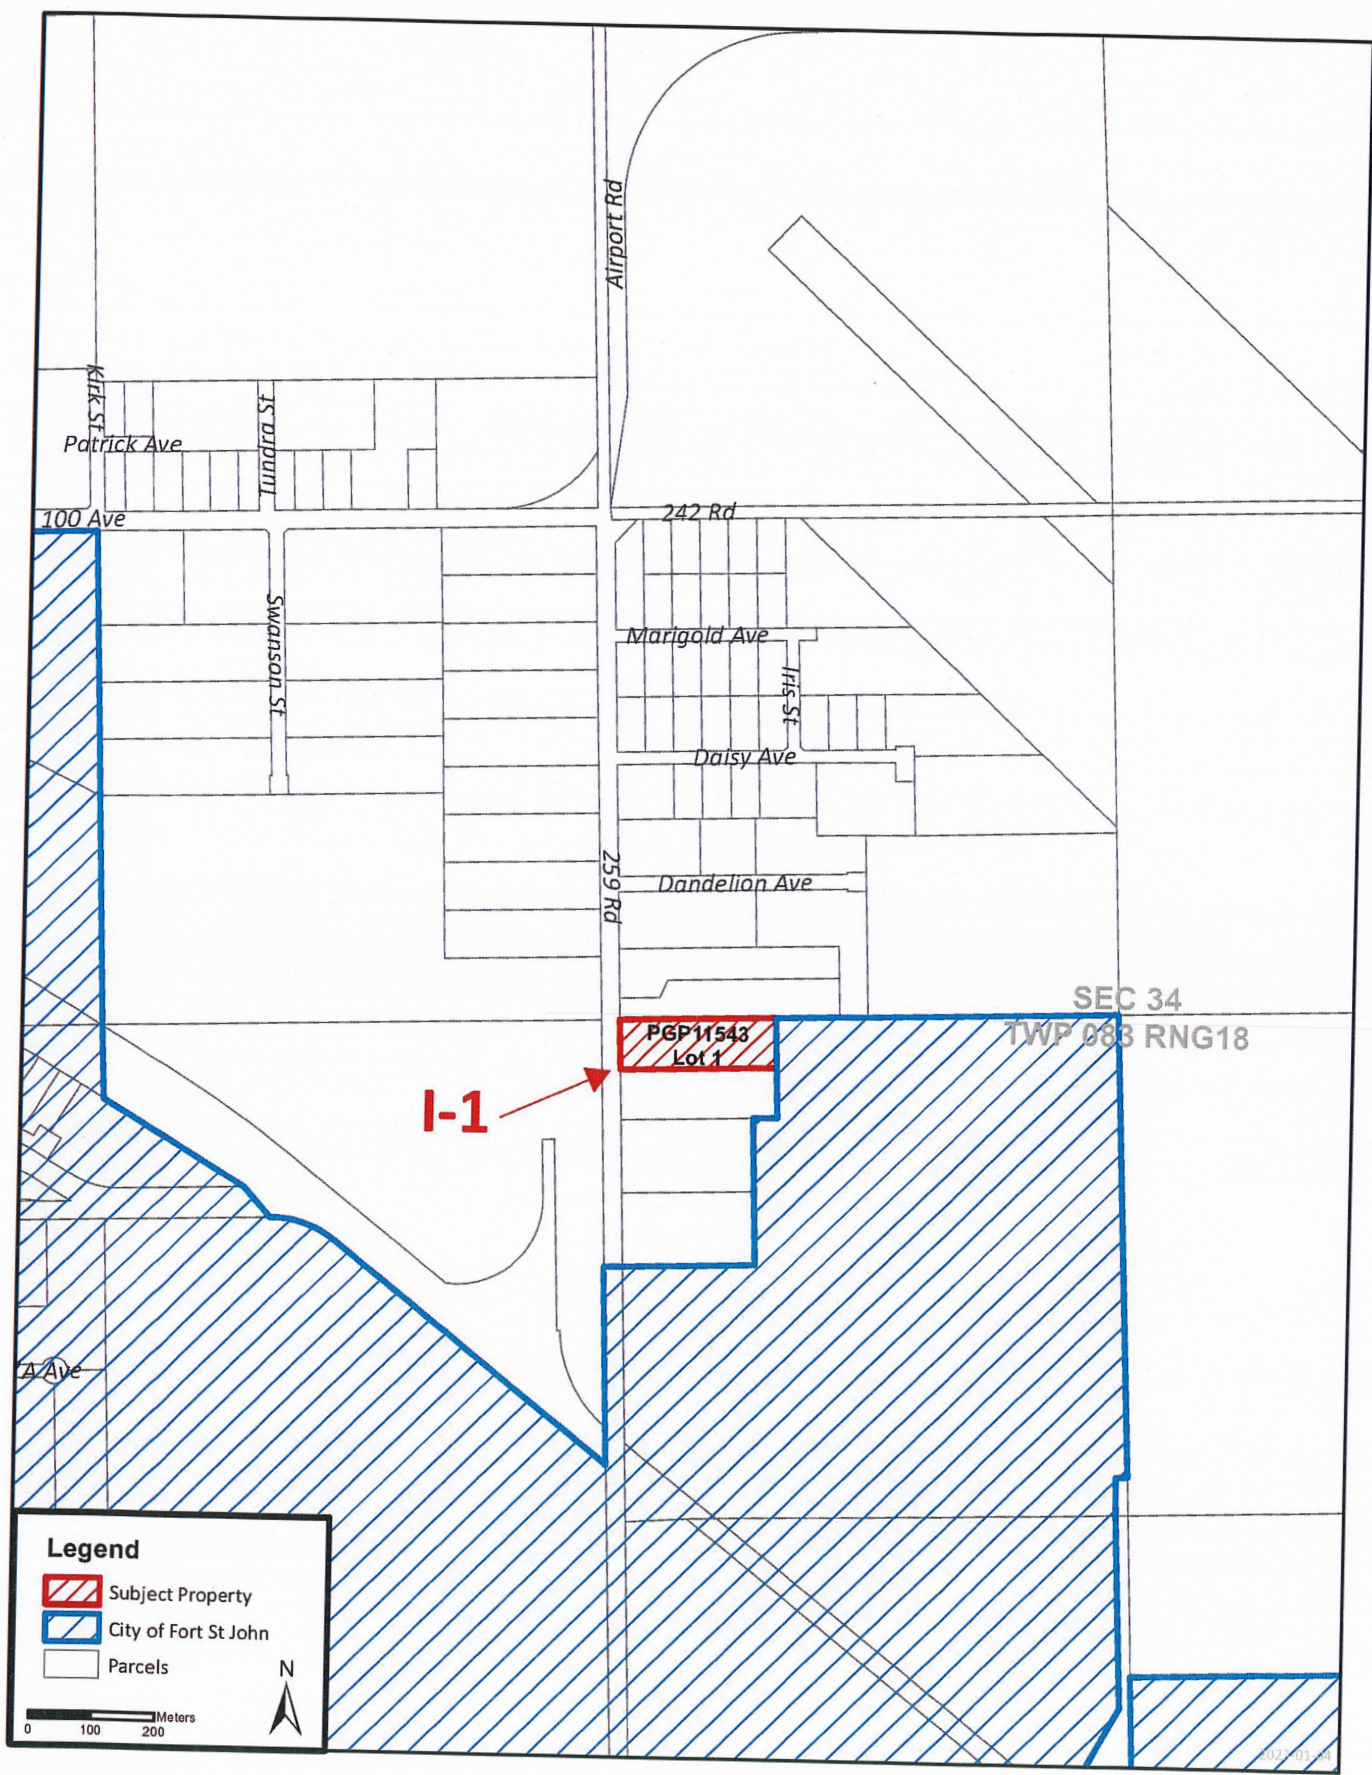 Airport Rd
Kirk St
Tundra St
Patrick Ave
100 Ave
242 Rd
Swanson St
Marigold Ave
Iris St
Daisy Ave
259 Rd
Dandelion Ave
SEC 34
TWP 083 RNG18
PGP11543
Lot 1
I-1
A Ave
Legend
Subject Property
City of Fort St John
Parcels
N
Meters
0 100 200